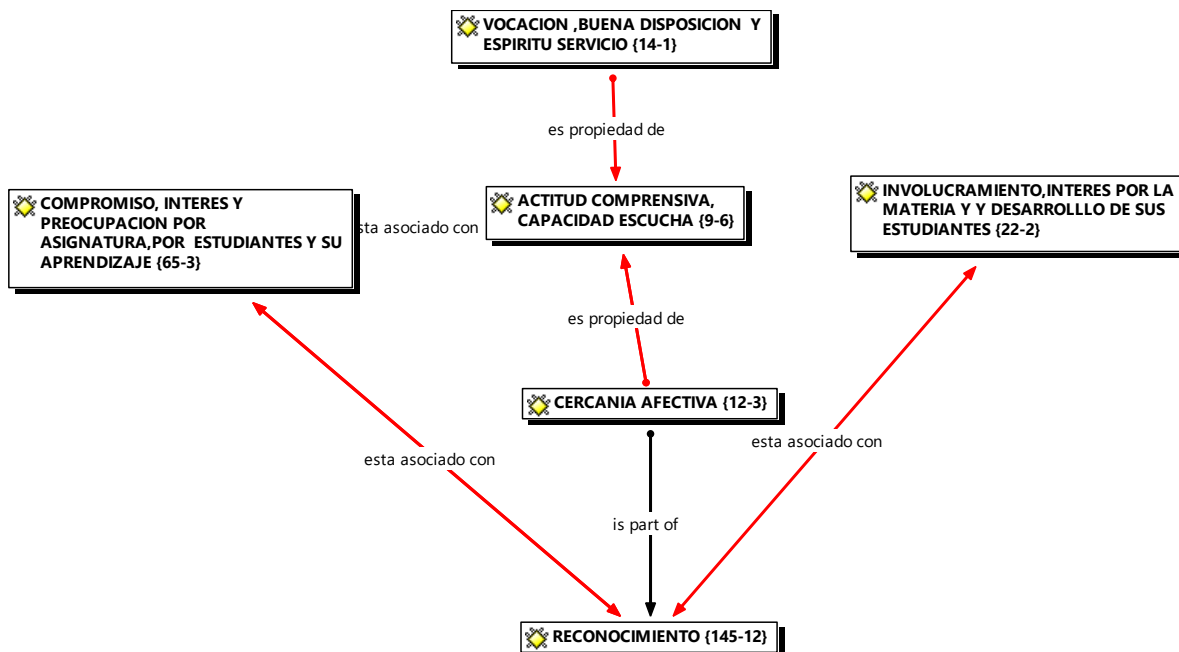 VOCACION ,BUENA DISPOSICION Y
ESPIRITU SERVICIO {14-1}
es propiedad de
COMPROMISO, INTERES Y
PREOCUPACION POR
ASIGNATURA,POR ESTUDIANTES Y SU
APRENDIZAJE {65-3}
sta asociado con
ACTITUD COMPRENSIVA,
CAPACIDAD ESCUCHA {9-6}
INVOLUCRAMIENTO,INTERES POR LA
MATERIA Y Y DESARROLLLO DE SUS
ESTUDIANTES {22-2}
es propiedad de
CERCANIA AFECTIVA {12-3}
esta asociado con
esta asociado con
is part of
RECONOCIMIENTO {145-12}